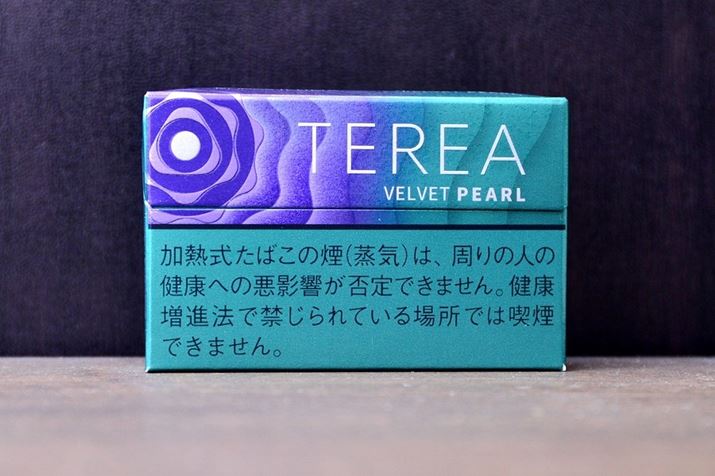 TEREA
VELVET PEARL
加熱式たばこの煙(蒸気)は、周りの人の
健康への悪影響が否定できません。健康
増進法で禁じられている場所では喫煙
できません。